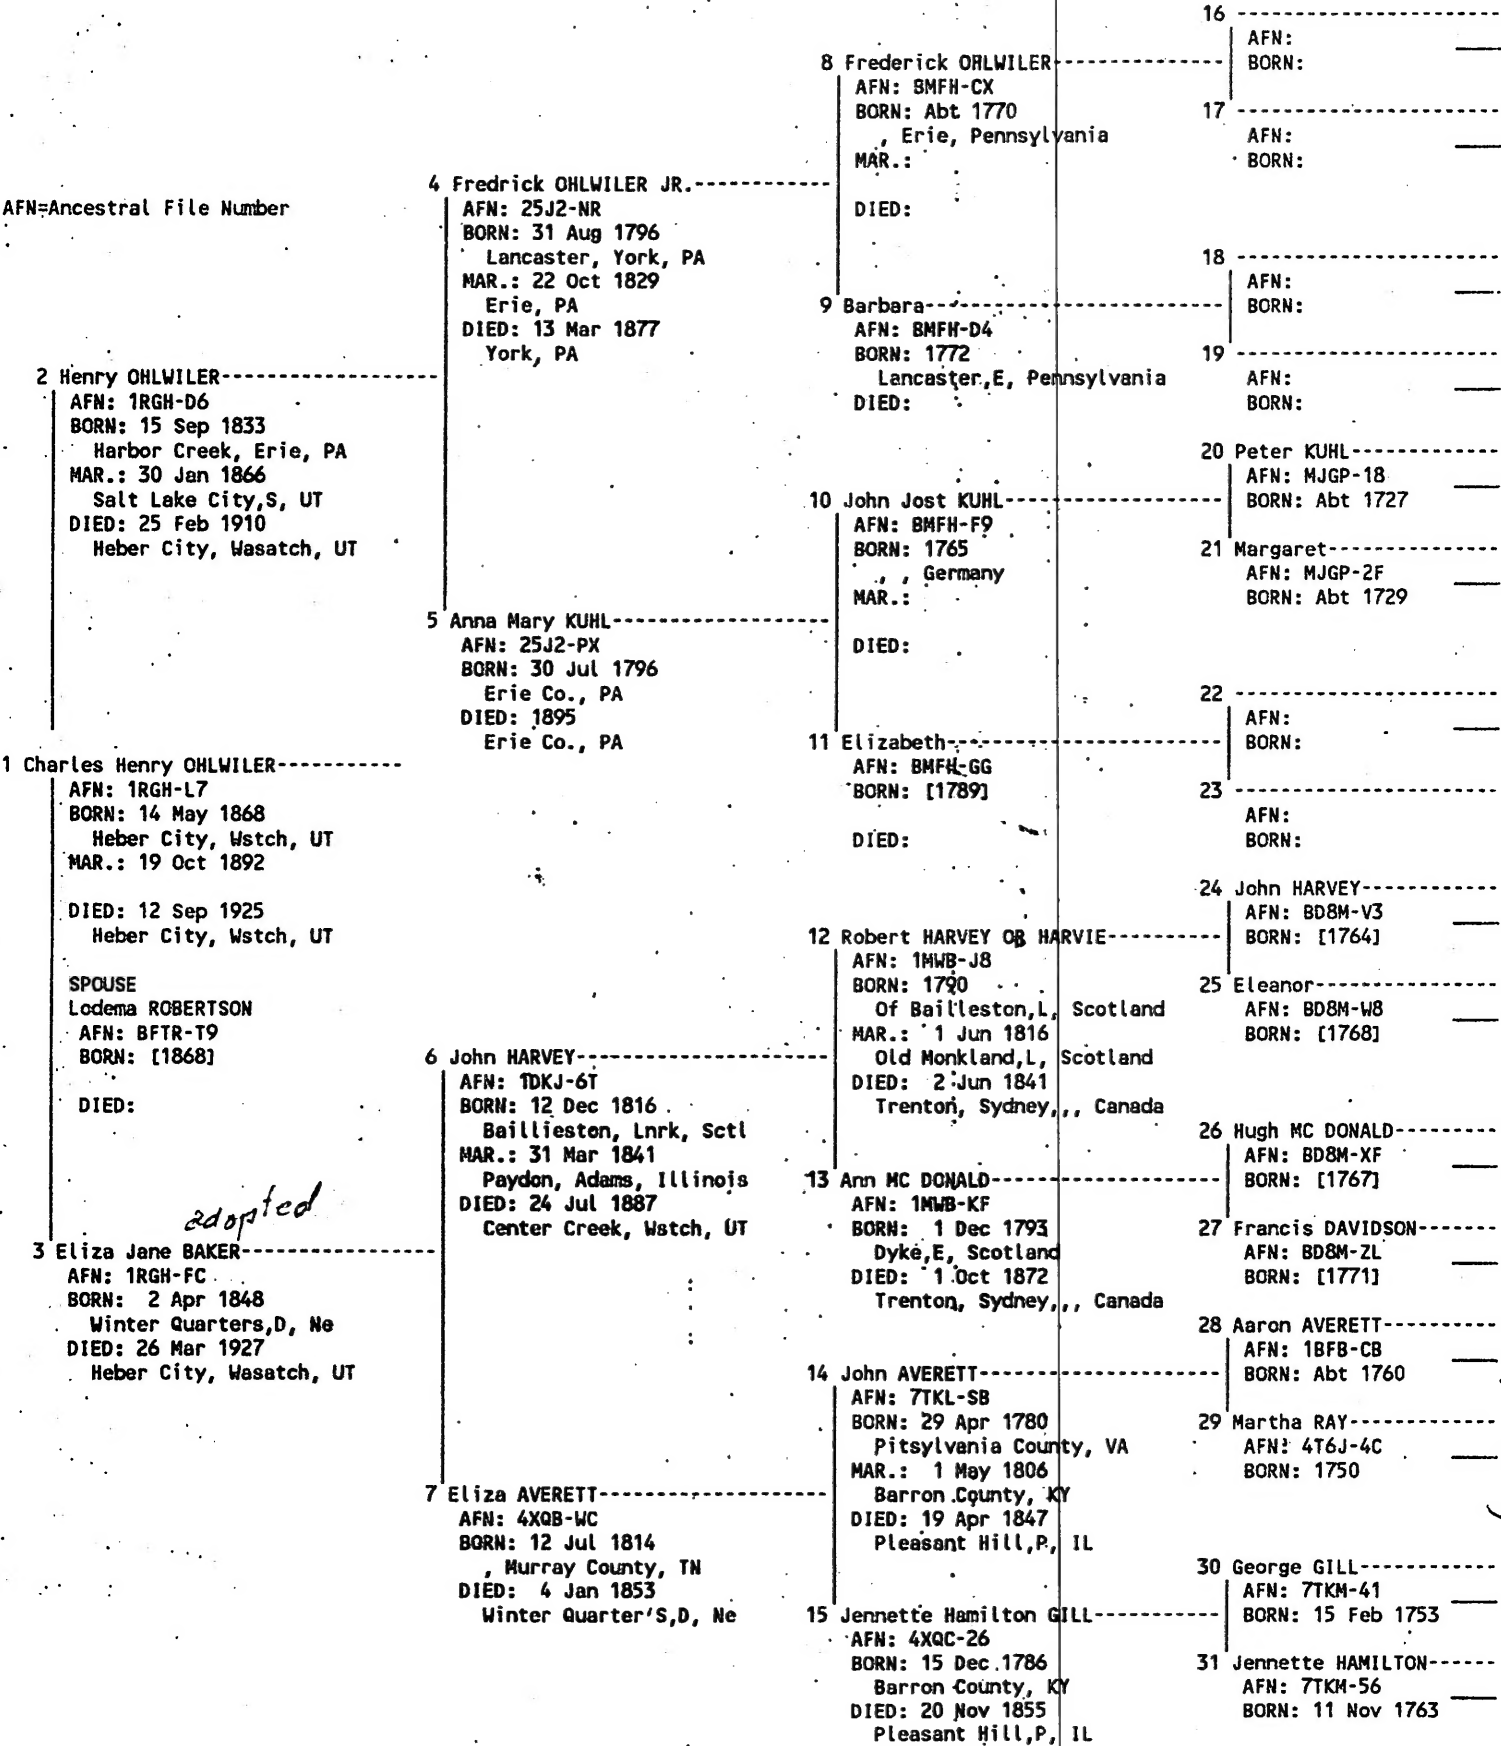 AFN=Ancestral File Number
1 Charles Henry OHLWILER
AFN: 1RGH-L7
BORN: 14 May 1868
Heber City, Wstch, UT
MAR.: 19 Oct 1892
DIED: 12 Sep 1925
Heber City, Wstch, UT
SPOUSE
Lodema ROBERTSON
AFN: BFTR-T9
BORN: [1868]
DIED:
2 Henry OHLWILER
AFN: 1RGH-D6
BORN: 15 Sep 1833
Harbor Creek, Erie, PA
MAR.: 30 Jan 1866
Salt Lake City,S, UT
DIED: 25 Feb 1910
Heber City, Wasatch, UT
adopted
3 Eliza Jane BAKER
AFN: 1RGH-FC
BORN: 2 Apr 1848
Winter Quarters,D, Ne
DIED: 26 Mar 1927
Heber City, Wasatch, UT
4 Fredrick OHLWILER JR.
AFN: 25J2-NR
BORN: 31 Aug 1796
Lancaster, York, PA
MAR.: 22 Oct 1829
Erie, PA
DIED: 13 Mar 1877
York, PA
5 Anna Mary KUHL
AFN: 25J2-PX
BORN: 30 Jul 1796
Erie Co., PA
DIED: 1895
Erie Co., PA
6 John HARVEY
AFN: 1DKJ-6T
BORN: 12 Dec 1816
Baillieston, Lnrk, Sctl
MAR.: 31 Mar 1841
Paydon, Adams, Illinois
DIED: 24 Jul 1887
Center Creek, Wstch, UT
7 Eliza AVERETT
AFN: 4XQB-WC
BORN: 12 Jul 1814
, Murray County, TN
DIED: 4 Jan 1853
Winter Quarter'S,D, Ne
8 Frederick OHLWILER
AFN: BMFH-CX
BORN: Abt 1770
, Erie, Pennsylvania
MAR.:
DIED:
9 Barbara
AFN: BMFH-D4
BORN: 1772
Lancaster,E, Pennsylvania
DIED:
10 John Jost KUHL
AFN: BMFH-F9
BORN: 1765
, , Germany
MAR.:
DIED:
11 Elizabeth
AFN: BMFH-GG
BORN: [1789]
DIED:
12 Robert HARVEY OR HARVIE
AFN: 1MWB-J8
BORN: 1790
Of Bailleston,L, Scotland
MAR.: 1 Jun 1816
Old Monkland,L, Scotland
DIED: 2 Jun 1841
Trenton, Sydney,,, Canada
13 Ann MC DONALD
AFN: 1MWB-KF
BORN: 1 Dec 1793
Dyke,E, Scotland
DIED: 1 Oct 1872
Trenton, Sydney,,, Canada
14 John AVERETT
AFN: 7TKL-SB
BORN: 29 Apr 1780
Pitsylvania County, VA
MAR.: 1 May 1806
Barron County, KY
DIED: 19 Apr 1847
Pleasant Hill,P, IL
15 Jennette Hamilton GILL
AFN: 4XQC-26
BORN: 15 Dec 1786
Barron County, KY
DIED: 20 Nov 1855
Pleasant Hill,P, IL
16
AFN:
BORN:
17
AFN:
BORN:
18
AFN:
BORN:
19
AFN:
BORN:
20 Peter KUHL
AFN: MJGP-18
BORN: Abt 1727
21 Margaret
AFN: MJGP-2F
BORN: Abt 1729
22
AFN:
BORN:
23
AFN:
BORN:
24 John HARVEY
AFN: BD8M-V3
BORN: [1764]
25 Eleanor
AFN: BD8M-W8
BORN: [1768]
26 Hugh MC DONALD
AFN: BD8M-XF
BORN: [1767]
27 Francis DAVIDSON
AFN: BD8M-ZL
BORN: [1771]
28 Aaron AVERETT
AFN: 1BFB-CB
BORN: Abt 1760
29 Martha RAY
AFN: 4T6J-4C
BORN: 1750
30 George GILL
AFN: 7TKM-41
BORN: 15 Feb 1753
31 Jennette HAMILTON
AFN: 7TKM-56
BORN: 11 Nov 1763